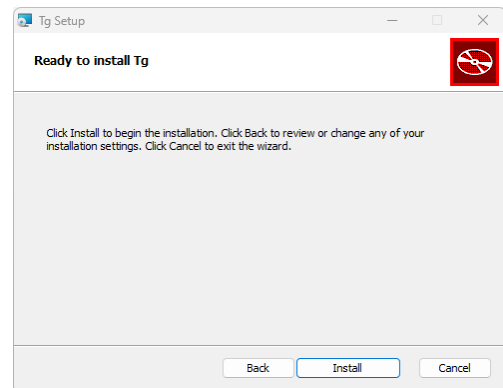 Tg Setup
Ready to install Tg
Click Install to begin the installation. Click Back to review or change any of your
installation settings. Click Cancel to exit the wizard.
Back Install Cancel